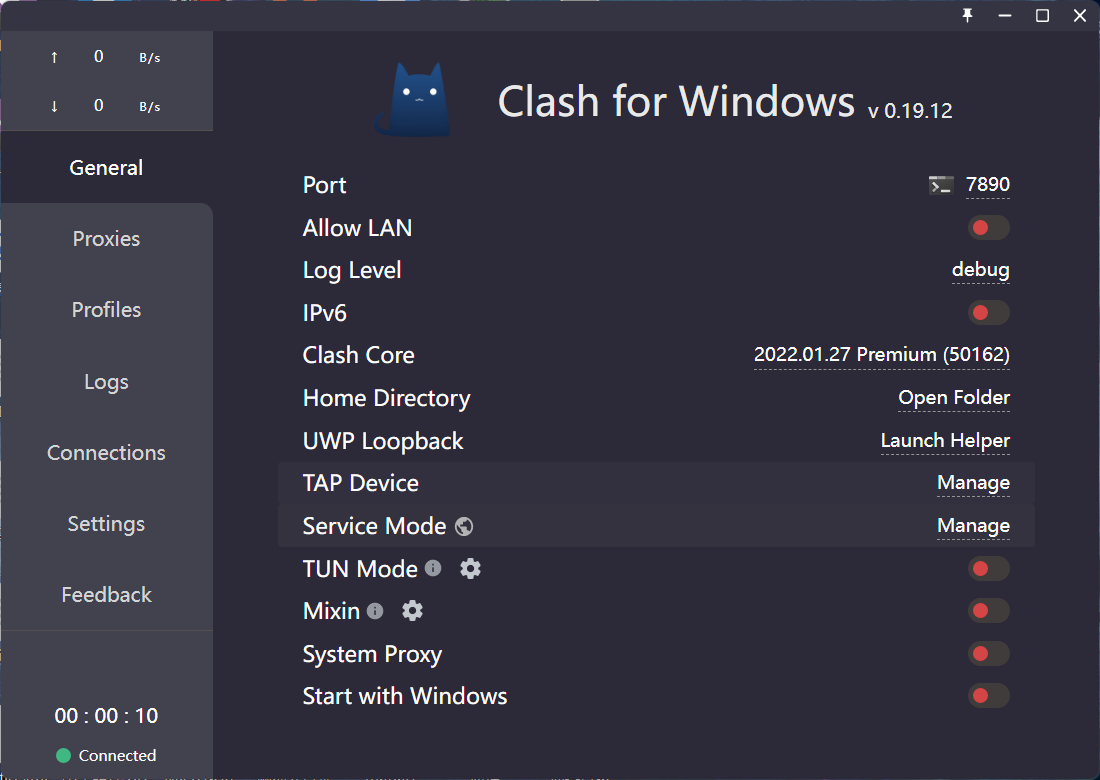 ↑ 0 B/s
↓ 0 B/s
General
Proxies
Profiles
Logs
Connections
Settings
Feedback
00 : 00 : 10
Connected
Clash for Windows v 0.19.12
Port 7890
Allow LAN
Log Level debug
IPv6
Clash Core 2022.01.27 Premium (50162)
Home Directory Open Folder
UWP Loopback Launch Helper
TAP Device Manage
Service Mode Manage
TUN Mode
Mixin
System Proxy
Start with Windows